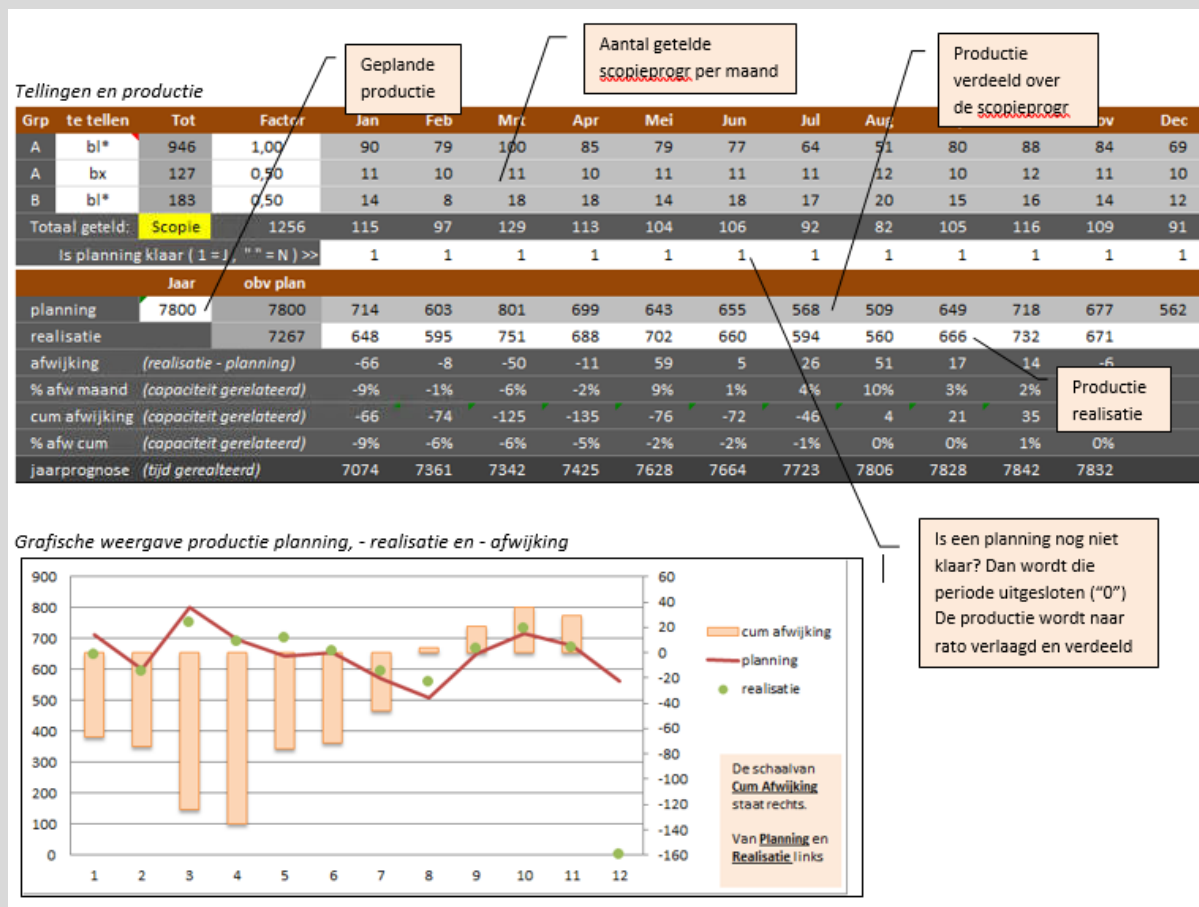 Geplande
productie
Aantal getelde
scopieprogr per maand
Productie
verdeeld over
de scopieprogr
Tellingen en productie
Grp te tellen Tot Factor Jan Feb Mrt Apr Mei Jun Jul Aug ov Dec
A bl* 946 1,00 90 79 100 85 79 77 64 51 80 88 84 69
A bx 127 0,50 11 10 11 10 11 11 11 12 10 12 11 10
B bl* 183 0,50 14 8 18 18 14 18 17 20 15 16 14 12
Totaal geteld: Scopie 1256 115 97 129 113 104 106 92 82 105 116 109 91
Is planning klaar ( 1 = J , " " = N ) >> 1 1 1 1 1 1 1 1 1 1 1 1
Jaar obv plan
planning 7800 7800 714 603 801 699 643 655 568 509 649 718 677 562
realisatie 7267 648 595 751 688 702 660 594 560 666 732 671
afwijking (realisatie - planning) -66 -8 -50 -11 59 5 26 51 17 14 -6
% afw maand (capaciteit gerelateerd) -9% -1% -6% -2% 9% 1% 4% 10% 3% 2%
cum afwijking (capaciteit gerelateerd) -66 -74 -125 -135 -76 -72 -46 4 21 35
% afw cum (capaciteit gerelateerd) -9% -6% -6% -5% -2% -2% -1% 0% 0% 1% 0%
jaarprognose (tijd gerealteerd) 7074 7361 7342 7425 7628 7664 7723 7806 7828 7842 7832
Productie
realisatie
Is een planning nog niet
klaar? Dan wordt die
periode uitgesloten ("0")
De productie wordt naar
rato verlaagd en verdeeld
Grafische weergave productie planning, - realisatie en - afwijking
900 60
800 40
700 20
600 0
500 -20
400 -40
300 -60
200 -80
100 -100
0 -120
-140
-160
1 2 3 4 5 6 7 8 9 10 11 12
cum afwijking
planning
realisatie
De schaalvan
Cum Afwijking
staat rechts.
Van Planning en
Realisatie links